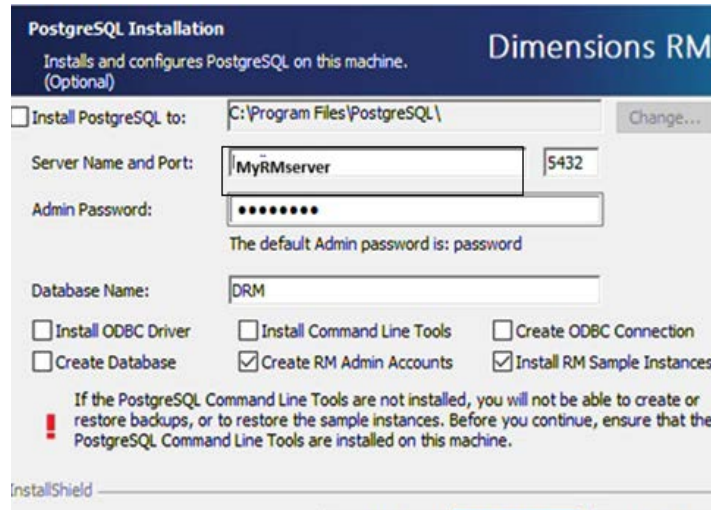 PostgreSQL Installation
Dimensions RM
Installs and configures PostgreSQL on this machine.
(Optional)
Install PostgreSQL to: C:\Program Files\PostgreSQL\ Change...
Server Name and Port: MyRMserver 5432
Admin Password: ●●●●●●●●
The default Admin password is: password
Database Name: DRM
Install ODBC Driver Install Command Line Tools Create ODBC Connection
Create Database Create RM Admin Accounts Install RM Sample Instances
If the PostgreSQL Command Line Tools are not installed, you will not be able to create or
restore backups, or to restore the sample instances. Before you continue, ensure that the
PostgreSQL Command Line Tools are installed on this machine.
InstallShield